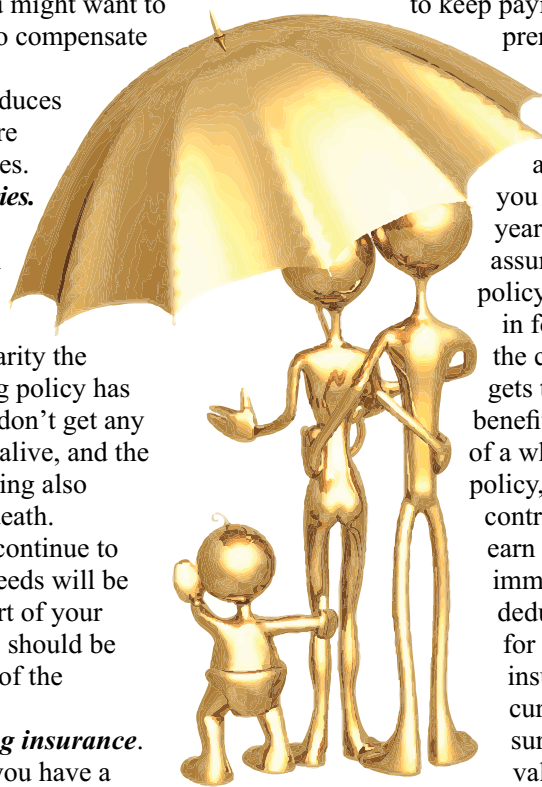 might want to
o compensate
duces
re
es.
ies.
arity the
g policy has
don't get any
alive, and the
ing also
eath.
continue to
eeds will be
rt of your
should be
of the
g insurance.
you have a
to keep payi
pre
a
you
year
assur
policy
in f
the c
gets t
benefi
of a wh
policy,
contr
earn
imm
dedu
for
insu
cur
sur
val